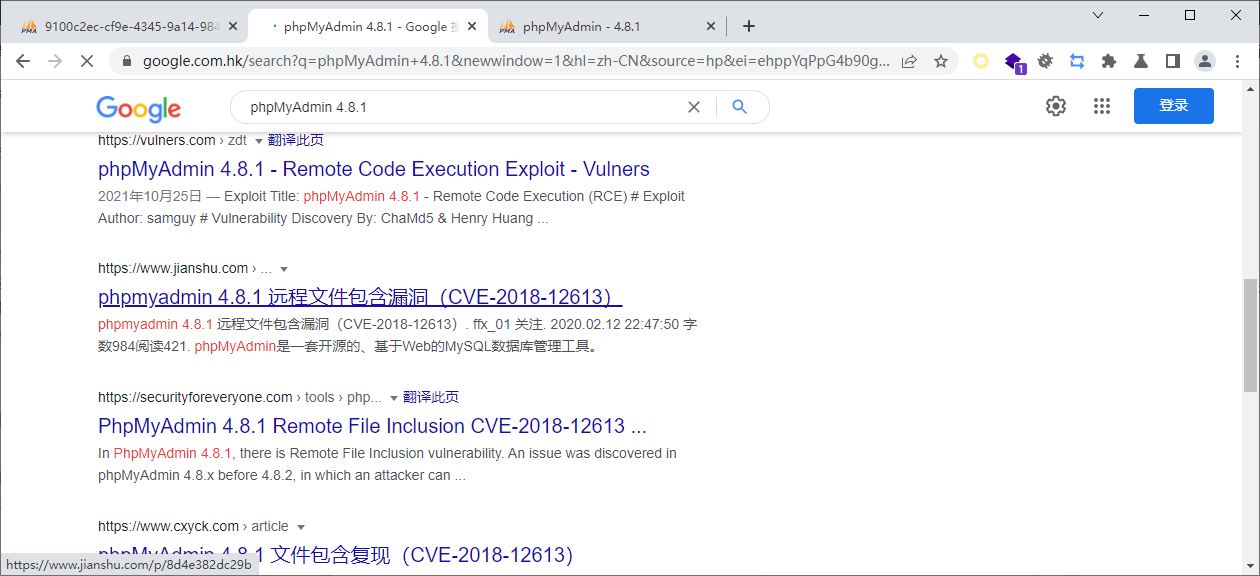 9100c2ec-cf9e-4345-9a14-984
phpMyAdmin 4.8.1 - Google
phpMyAdmin - 4.8.1
google.com.hk/search?q=phpMyAdmin+4.8.1&newwindow=1&hl=zh-CN&source=hp&ei=ehppYqPpG4b90g...
1
Google
phpMyAdmin 4.8.1
登录
https://vulners.com › zdt 翻译此页
phpMyAdmin 4.8.1 - Remote Code Execution Exploit - Vulners
2021年10月25日 — Exploit Title: phpMyAdmin 4.8.1 - Remote Code Execution (RCE) # Exploit
Author: samguy # Vulnerability Discovery By: ChaMd5 & Henry Huang ...
https://www.jianshu.com › ...
phpmyadmin 4.8.1 远程文件包含漏洞（CVE-2018-12613）
phpmyadmin 4.8.1 远程文件包含漏洞（CVE-2018-12613）. ffx_01 关注. 2020.02.12 22:47:50 字
数984阅读421. phpMyAdmin是一套开源的、基于Web的MySQL数据库管理工具。
https://securityforeveryone.com › tools › php... 翻译此页
PhpMyAdmin 4.8.1 Remote File Inclusion CVE-2018-12613 ...
In PhpMyAdmin 4.8.1, there is Remote File Inclusion vulnerability. An issue was discovered in
phpMyAdmin 4.8.x before 4.8.2, in which an attacker can ...
https://www.cxyck.com › article
phpMyAdmin 4.8.1 文件包含复现（CVE-2018-12613）
https://www.jianshu.com/p/8d4e382dc29b